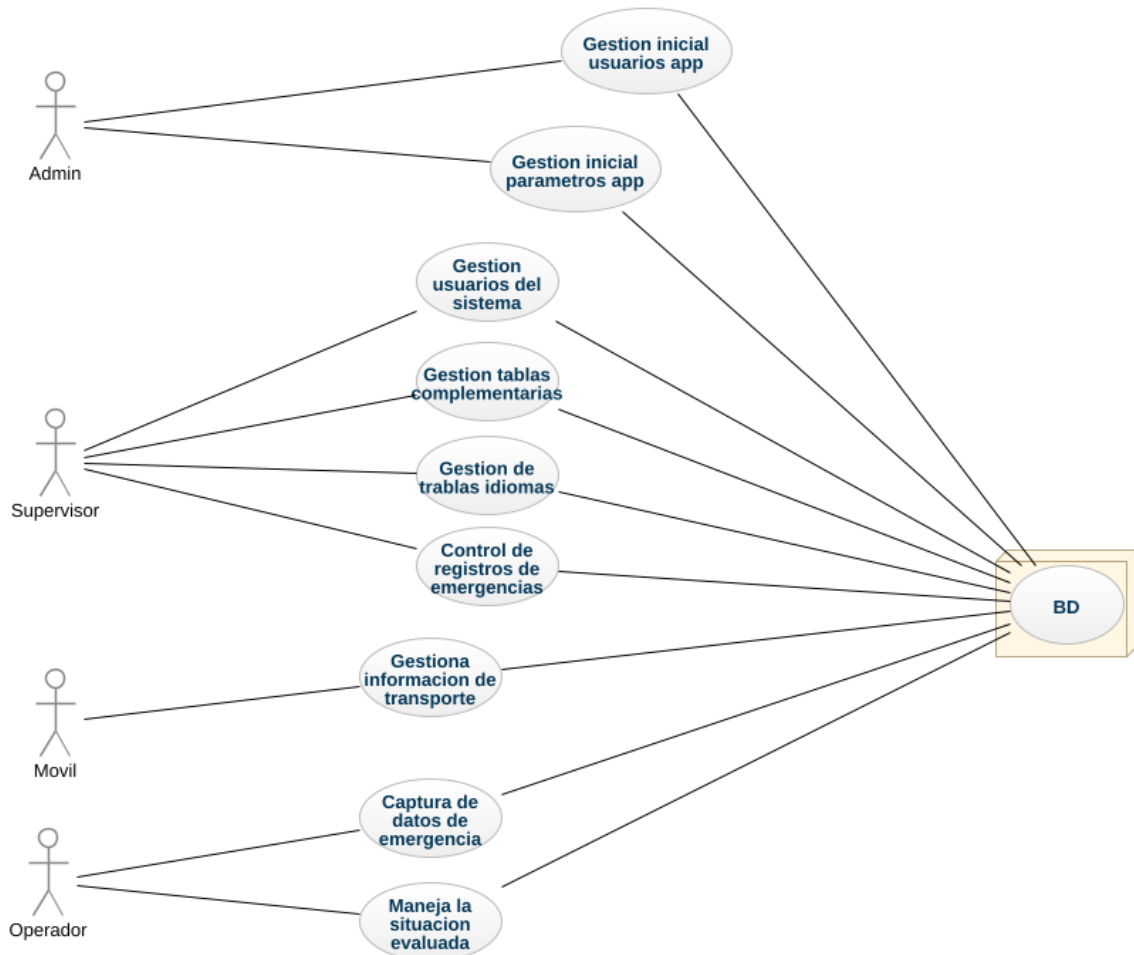 Gestion inicial
usuarios app
Admin
Gestion inicial
parametros app
Gestion
usuarios del
sistema
Gestion tablas
complementarias
Supervisor
Gestion de
trablas idiomas
Control de
registros de
emergencias
BD
Gestiona
informacion de
transporte
Movil
Captura de
datos de
emergencia
Operador
Maneja la
situacion
evaluada